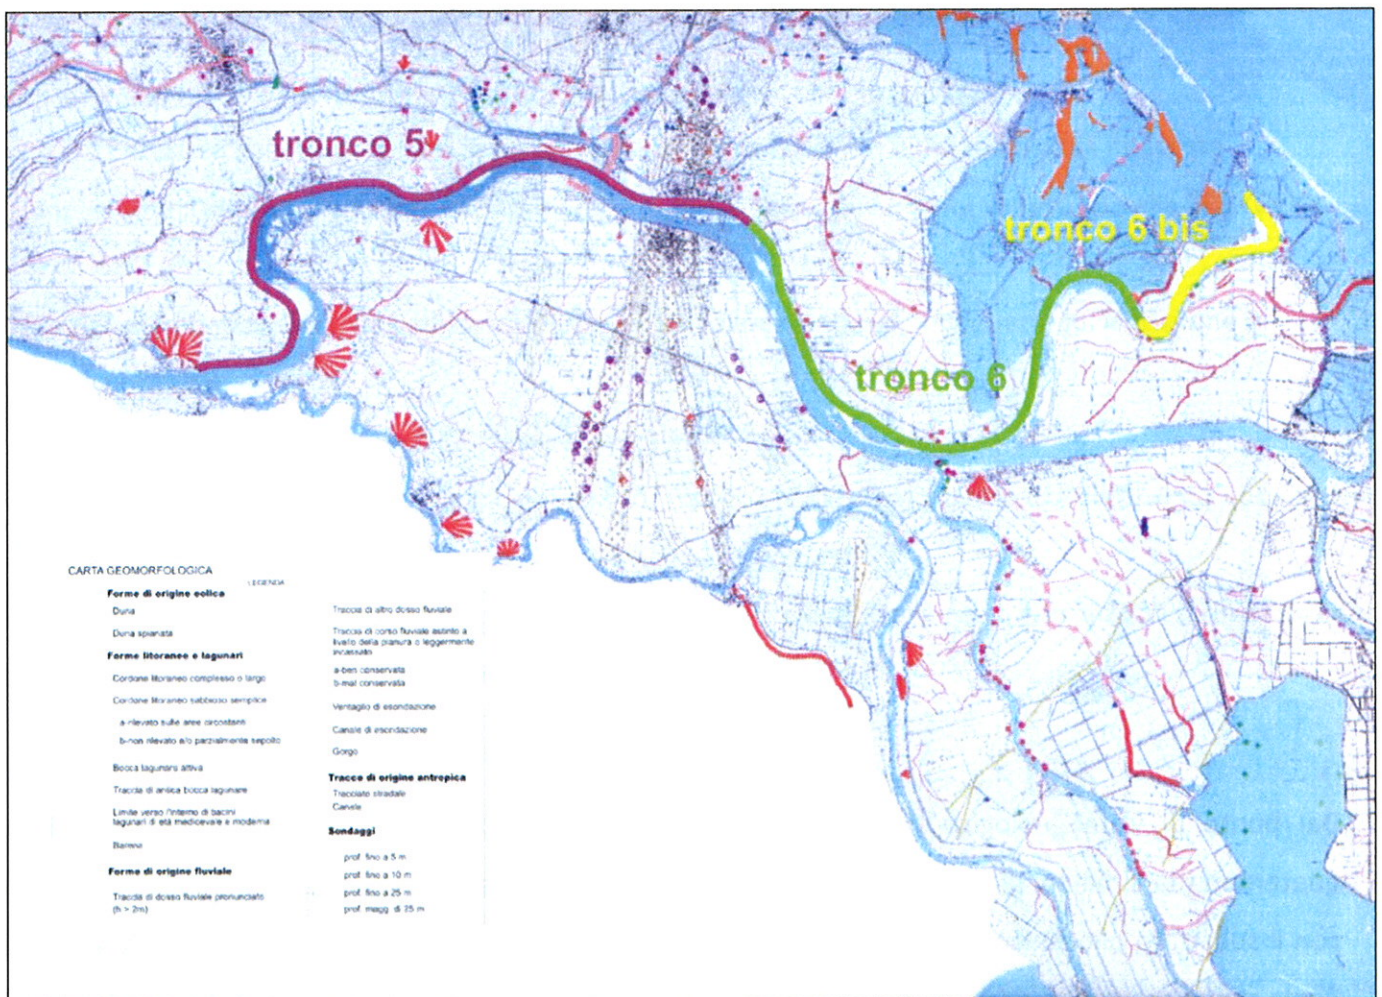 tronco 5
tronco 6 bis
tronco 6
CARTA GEOMORFOLOGICA
LEGENDA
Forme di origine eolica
Duna
Duna spianata
Forme litoranee e lagunari
Cordone litoraneo complesso o largo
Cordone litoraneo sabbioso semplice
a-rilevato sulle aree circostanti
b-non rilevato e/o parzialmente sepolto
Bocca lagunare attiva
Traccia di antica bocca lagunare
Limite verso l'interno di bacini
lagunari di età medioevale e moderna
Barena
Forme di origine fluviale
Traccia di dosso fluviale pronunciato
(h > 2m)
Traccia di altro dosso fluviale
Traccia di corso fluviale estinto a
livello della pianura o leggermente
incassato
a-ben conservata
b-mal conservata
Ventaglio di esondazione
Canale di esondazione
Gorgo
Tracce di origine antropica
Tracciato stradale
Canale
Sondaggi
prof. fino a 5 m
prof. fino a 10 m
prof. fino a 25 m
prof. magg. di 25 m